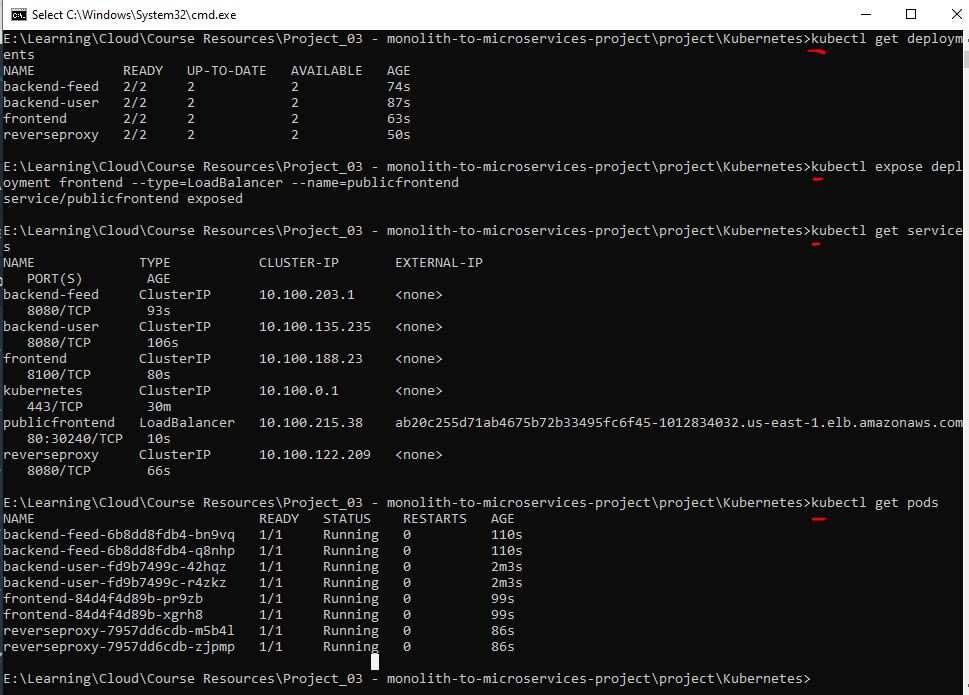 Select C:\Windows\System32\cmd.exe
E:\Learning\Cloud\Course Resources\Project_03 - monolith-to-microservices-project\project\Kubernetes>kubectl get deploym
ents
NAME           READY   UP-TO-DATE   AVAILABLE   AGE
backend-feed   2/2     2            2           74s
backend-user   2/2     2            2           87s
frontend       2/2     2            2           63s
reverseproxy   2/2     2            2           50s
E:\Learning\Cloud\Course Resources\Project_03 - monolith-to-microservices-project\project\Kubernetes>kubectl expose depl
oyment frontend --type=LoadBalancer --name=publicfrontend
service/publicfrontend exposed
E:\Learning\Cloud\Course Resources\Project_03 - monolith-to-microservices-project\project\Kubernetes>kubectl get service
s
NAME             TYPE           CLUSTER-IP       EXTERNAL-IP
   PORT(S)        AGE
backend-feed     ClusterIP      10.100.203.1     <none>
   8080/TCP       93s
backend-user     ClusterIP      10.100.135.235   <none>
   8080/TCP       106s
frontend         ClusterIP      10.100.188.23    <none>
   8100/TCP       80s
kubernetes       ClusterIP      10.100.0.1       <none>
   443/TCP        30m
publicfrontend   LoadBalancer   10.100.215.38    ab20c255d71ab4675b72b33495fc6f45-1012834032.us-east-1.elb.amazonaws.com
   80:30240/TCP   10s
reverseproxy     ClusterIP      10.100.122.209   <none>
   8080/TCP       66s
E:\Learning\Cloud\Course Resources\Project_03 - monolith-to-microservices-project\project\Kubernetes>kubectl get pods
NAME                            READY   STATUS    RESTARTS   AGE
backend-feed-6b8dd8fdb4-bn9vq   1/1     Running   0          110s
backend-feed-6b8dd8fdb4-q8nhp   1/1     Running   0          110s
backend-user-fd9b7499c-42hqz    1/1     Running   0          2m3s
backend-user-fd9b7499c-r4zkz    1/1     Running   0          2m3s
frontend-84d4f4d89b-pr9zb       1/1     Running   0          99s
frontend-84d4f4d89b-xgrh8       1/1     Running   0          99s
reverseproxy-7957dd6cdb-m5b4l   1/1     Running   0          86s
reverseproxy-7957dd6cdb-zjpmp   1/1     Running   0          86s
E:\Learning\Cloud\Course Resources\Project_03 - monolith-to-microservices-project\project\Kubernetes>